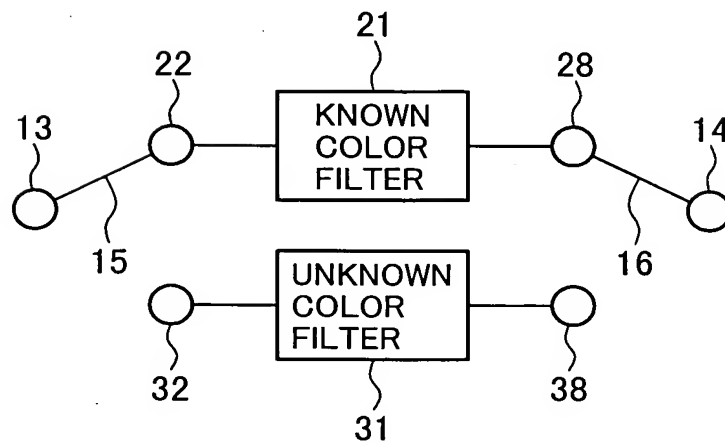 21
22
28
13
KNOWN
COLOR
FILTER
14
15
16
UNKNOWN
COLOR
FILTER
32
38
31